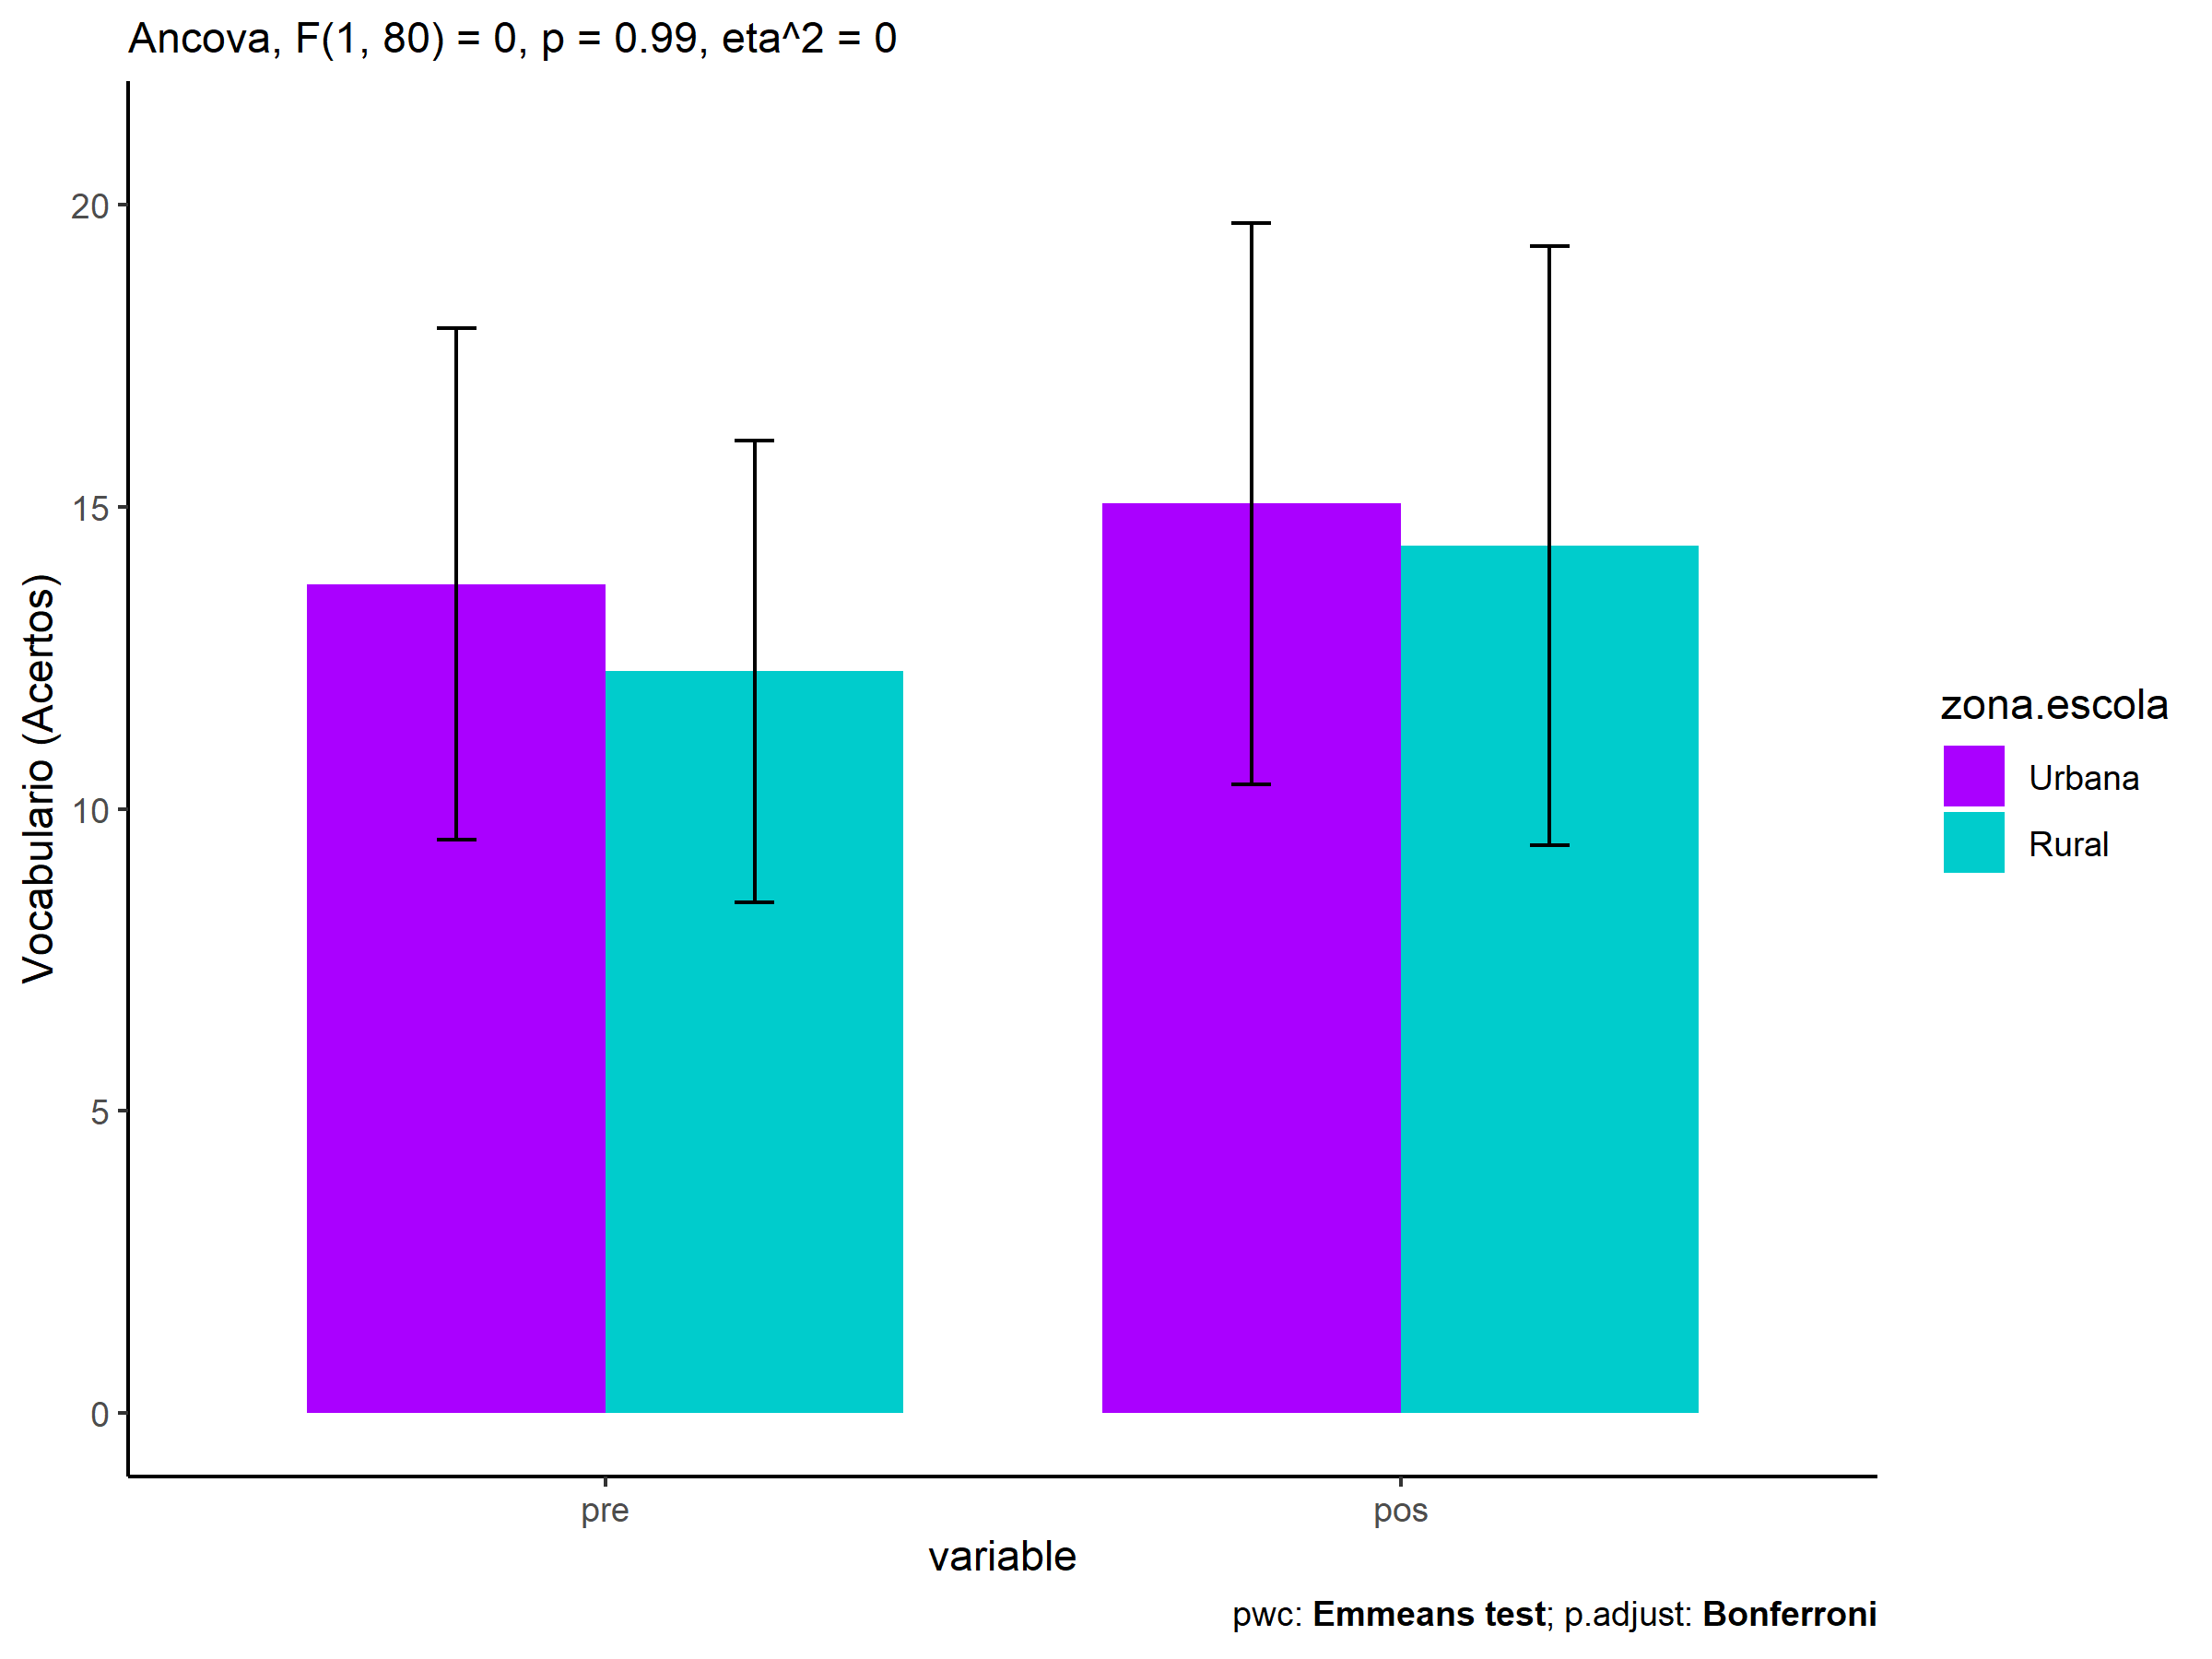 Ancova, F(1, 80) = 0, p = 0.99, eta^2 = 0
Vocabulario (Acertos)
20
15
10
5
0
pre
pos
variable
zona.escola
Urbana
Rural
pwc: Emmeans test; p.adjust: Bonferroni